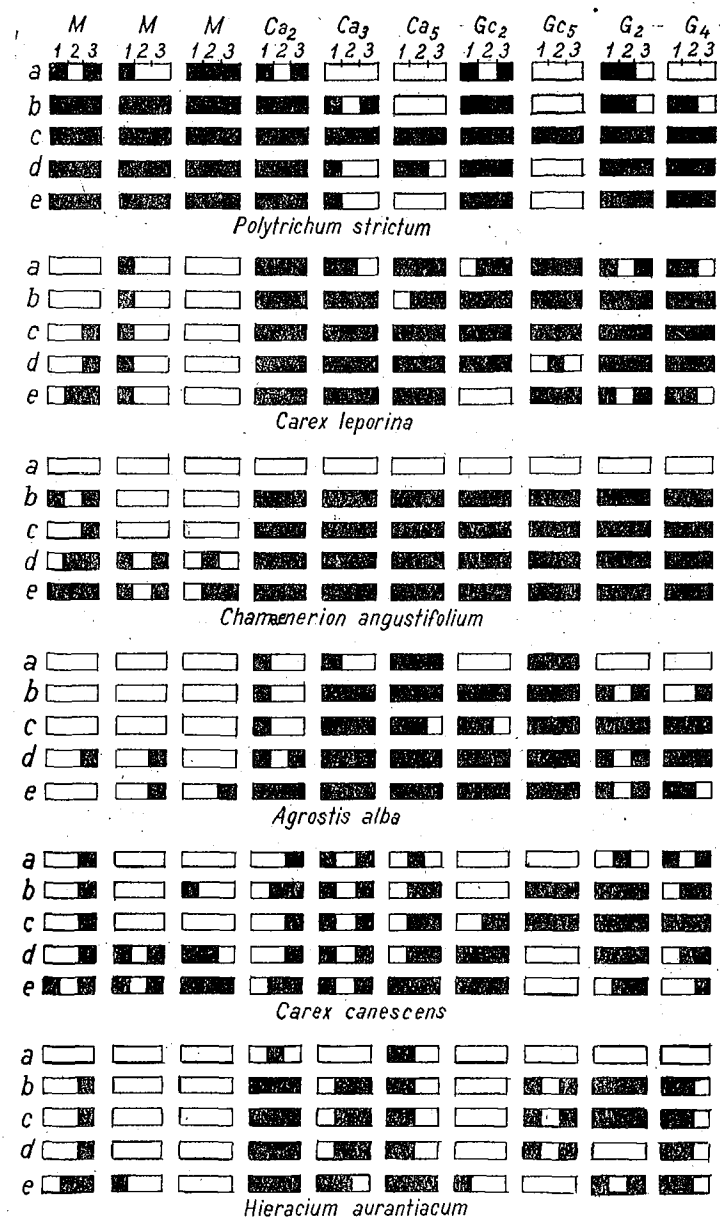 M M M Ca2 Ca3 Ca5 Gc2 Gc5 G2 G4
1 2 3 1 2 3 1 2 3 1 2 3 1 2 3 1 2 3 1 2 3 1 2 3 1 2 3 1 2 3
a
b
c
d
e
Polytrichum strictum
a
b
c
d
e
Carex leporina
a
b
c
d
e
Chamaenerion angustifolium
a
b
c
d
e
Agrostis alba
a
b
c
d
e
Carex canescens
a
b
c
d
e
Hieracium aurantiacum